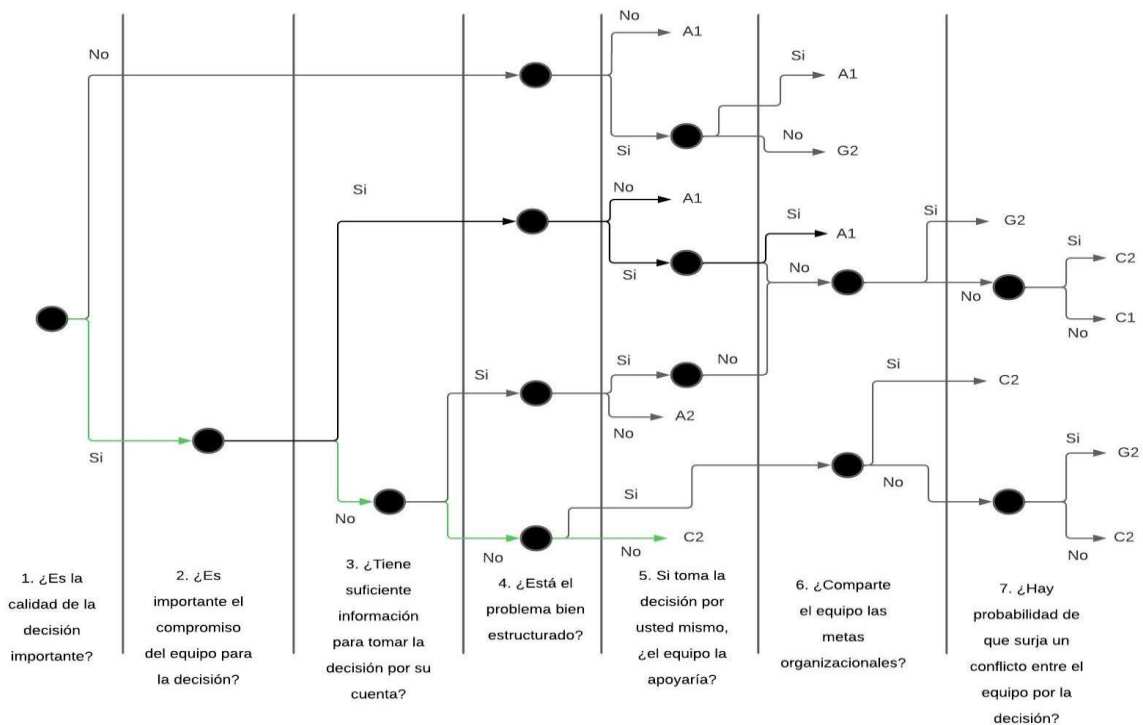 No
A1
No
Si
A1
Si
No
G2
Si
No
A1
Si
Si
A1
Si
G2
No
No
Si
C2
No
C1
Si
Si
No
Si
C2
No
A2
Si
Si
G2
No
Si
No
No
No
C2
No
C2
1. ¿Es la
calidad de la
decisión
importante?
2. ¿Es
importante el
compromiso
del equipo para
la decisión?
3. ¿Tiene
suficiente
información
para tomar la
decisión por su
cuenta?
4. ¿Está el
problema bien
estructurado?
5. Si toma la
decisión por
usted mismo,
¿el equipo la
apoyaría?
6. ¿Comparte
el equipo las
metas
organizacionales?
7. ¿Hay
probabilidad de
que surja un
conflicto entre el
equipo por la
decisión?